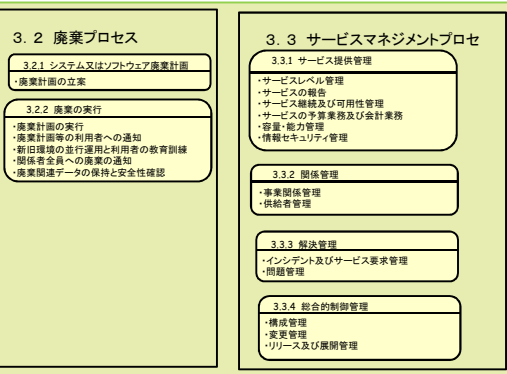 3.2 廃棄プロセス
3.2.1 システム又はソフトウェア廃棄計画
・廃棄計画の立案
3.2.2 廃棄の実行
・廃棄計画の実行
・廃棄計画等の利用者への通知
・新旧環境の並行運用と利用者の教育訓練
・関係者全員への廃棄の通知
・廃棄関連データの保持と安全性確認
3.3 サービスマネジメントプロセ
3.3.1 サービス提供管理
・サービスレベル管理
・サービスの報告
・サービス継続及び可用性管理
・サービスの予算業務及び会計業務
・容量・能力管理
・情報セキュリティ管理
3.3.2 関係管理
・事業関係管理
・供給者管理
3.3.3 解決管理
・インシデント及びサービス要求管理
・問題管理
3.3.4 総合的制御管理
・構成管理
・変更管理
・リリース及び展開管理